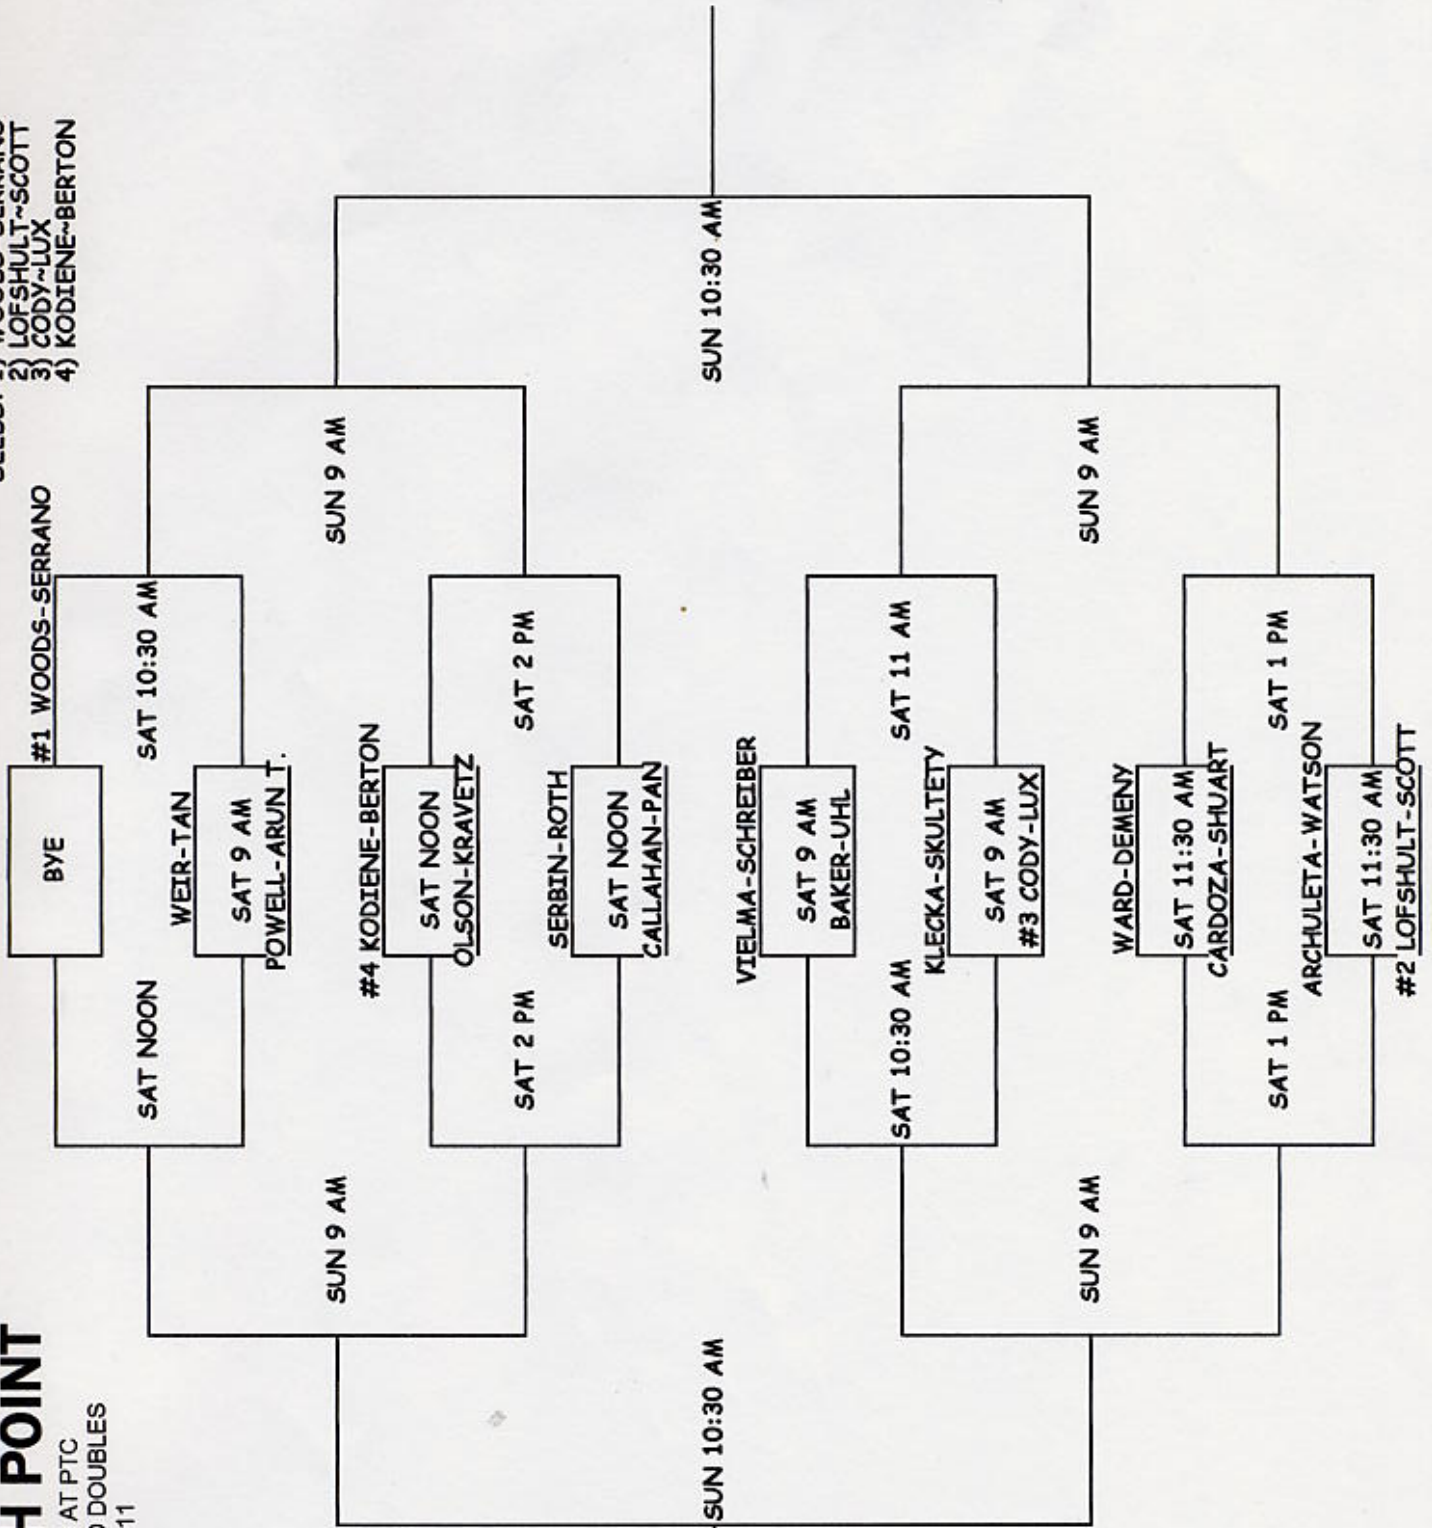 H POINT
AT PTC
DOUBLES
11
2) LOFSHULT~SCOTT
3) CODY~LUX
4) KODIENE~BERTON
#1 WOODS-SERRANO
BYE
SAT NOON
SAT 10:30 AM
WEIR-TAN
SAT 9 AM
POWELL-ARUN T.
SUN 9 AM
SUN 9 AM
#4 KODIENE-BERTON
SAT NOON
OLSON-KRAVETZ
SAT 2 PM
SAT 2 PM
SERBIN-ROTH
SAT NOON
CALLAHAN-PAN
SUN 10:30 AM
SUN 10:30 AM
VIELMA-SCHREIBER
SAT 9 AM
BAKER-UHL
SAT 10:30 AM
SAT 11 AM
KLECKA-SKULTETY
SAT 9 AM
#3 CODY-LUX
SUN 9 AM
SUN 9 AM
WARD-DEMENY
SAT 11:30 AM
CARDOZA-SHUART
SAT 1 PM
SAT 1 PM
ARCHULETA-WATSON
SAT 11:30 AM
#2 LOFSHULT-SCOTT